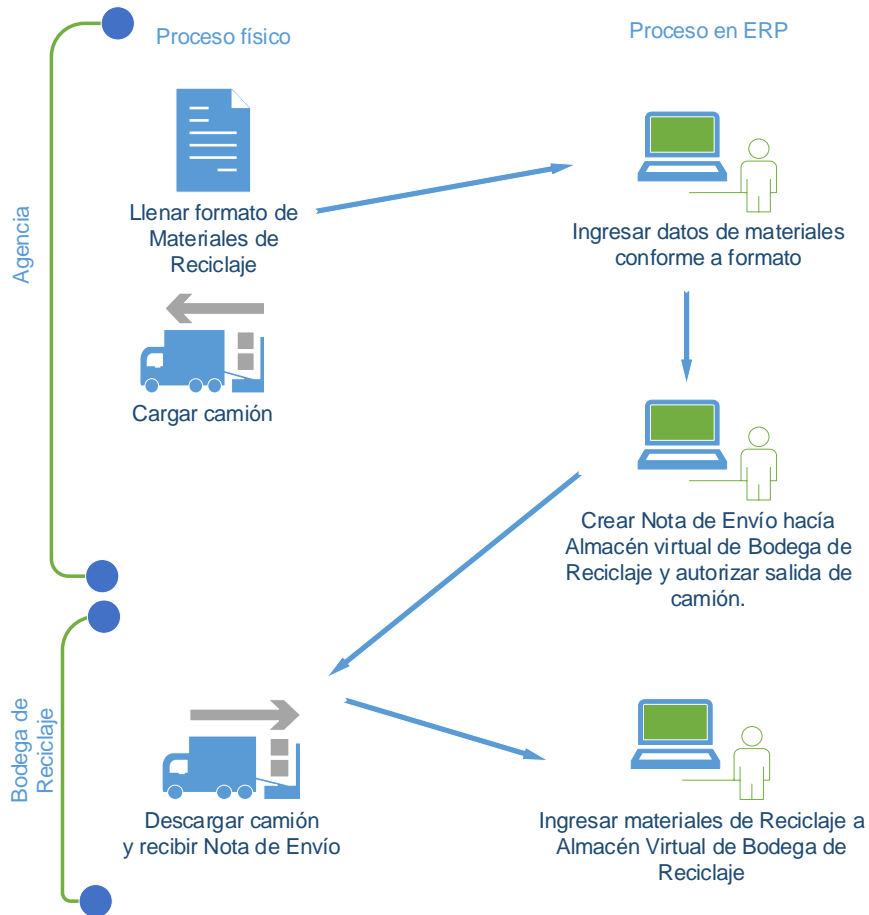 Proceso físico
Proceso en ERP
Agencia
Llenar formato de
Materiales de
Reciclaje
Ingresar datos de materiales
conforme a formato
Cargar camión
Crear Nota de Envío hacía
Almacén virtual de Bodega de
Reciclaje y autorizar salida de
camión.
Bodega de
Reciclaje
Descargar camión
y recibir Nota de Envío
Ingresar materiales de Reciclaje a
Almacén Virtual de Bodega de
Reciclaje